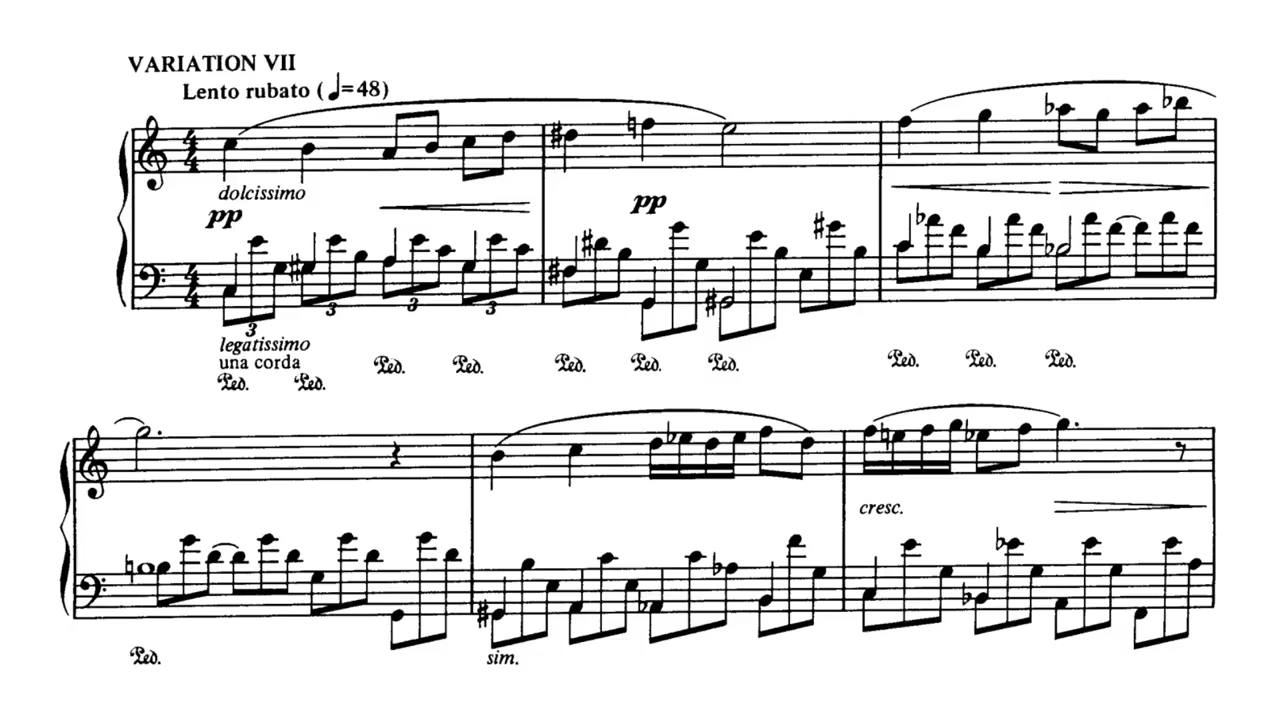 VARIATION VII
Lento rubato (♩=48)
dolcissimo
pp
pp
3 3 3 3
legatissimo
una corda
Ped. Ped. Ped. Ped. Ped. Ped. Ped. Ped. Ped. Ped.
cresc.
Ped.
sim.